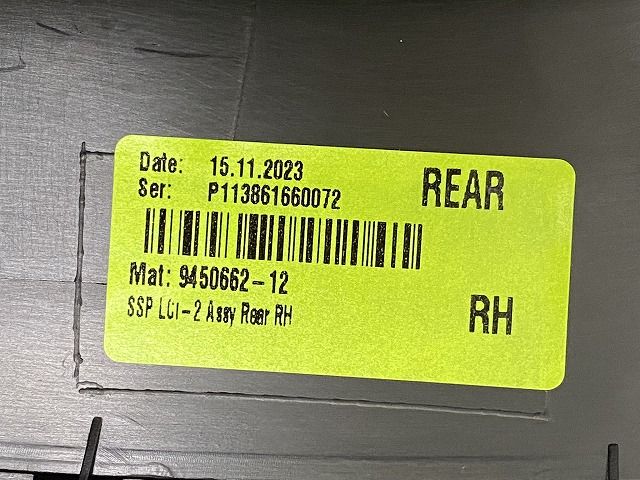 Date: 15.11.2023
Ser: P113861660072
REAR
Mat: 9450662-12
SSP LCI-2 Assy Rear RH
RH